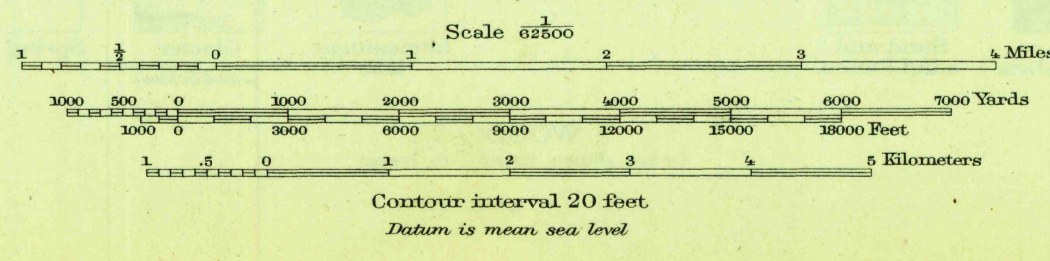 Scale 1/62500
1 1/2 0 1 2 3 4 Miles
1000 500 0 1000 2000 3000 4000 5000 6000 7000 Yards
1000 0 3000 6000 9000 12000 15000 18000 Feet
1 .5 0 1 2 3 4 5 Kilometers
Contour interval 20 feet
Datum is mean sea level